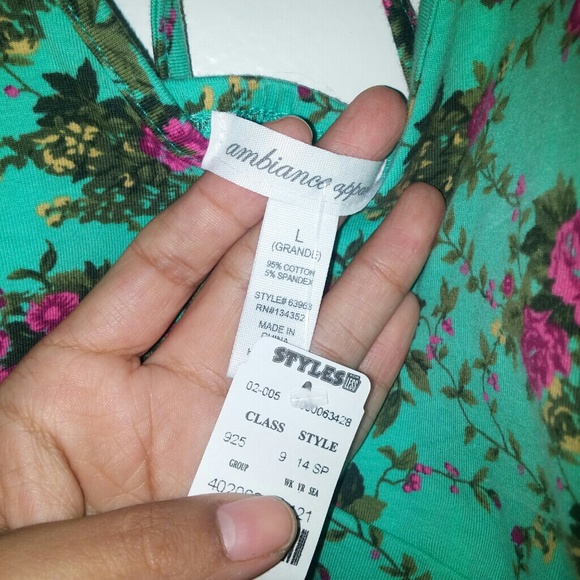 ambiance
L
(GRANDE)
95% COTTON
5% SPANDEX
STYLE# 63963
RN#134352
MADE IN
STYLES
02-005
CLASS STYLE
925 9 14 SP
GROUP WK YR SEA